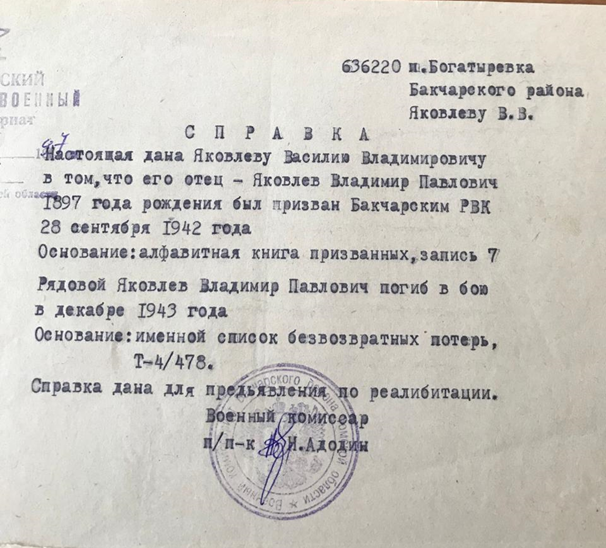 636220 п.Богатыревка
Бакчарского района
Яковлеву В.В.
СКИЙ
ВОЕННЫЙ
С П Р А В К А
Настоящая дана Яковлеву Василию Владимировичу
в том,что его отец - Яковлев Владимир Павлович
1897 года рождения был призван Бакчарским РВК
28 сентября 1942 года
Основание:алфавитная книга призванных,запись 7
Рядовой Яковлев Владимир Павлович погиб в бою
в декабре 1943 года
Основание:именной список безвозвратных потерь,
Т-4/478.
Справка дана для предьявления по реалибитации.
Военный комиссар
п/п-к И.Адодин